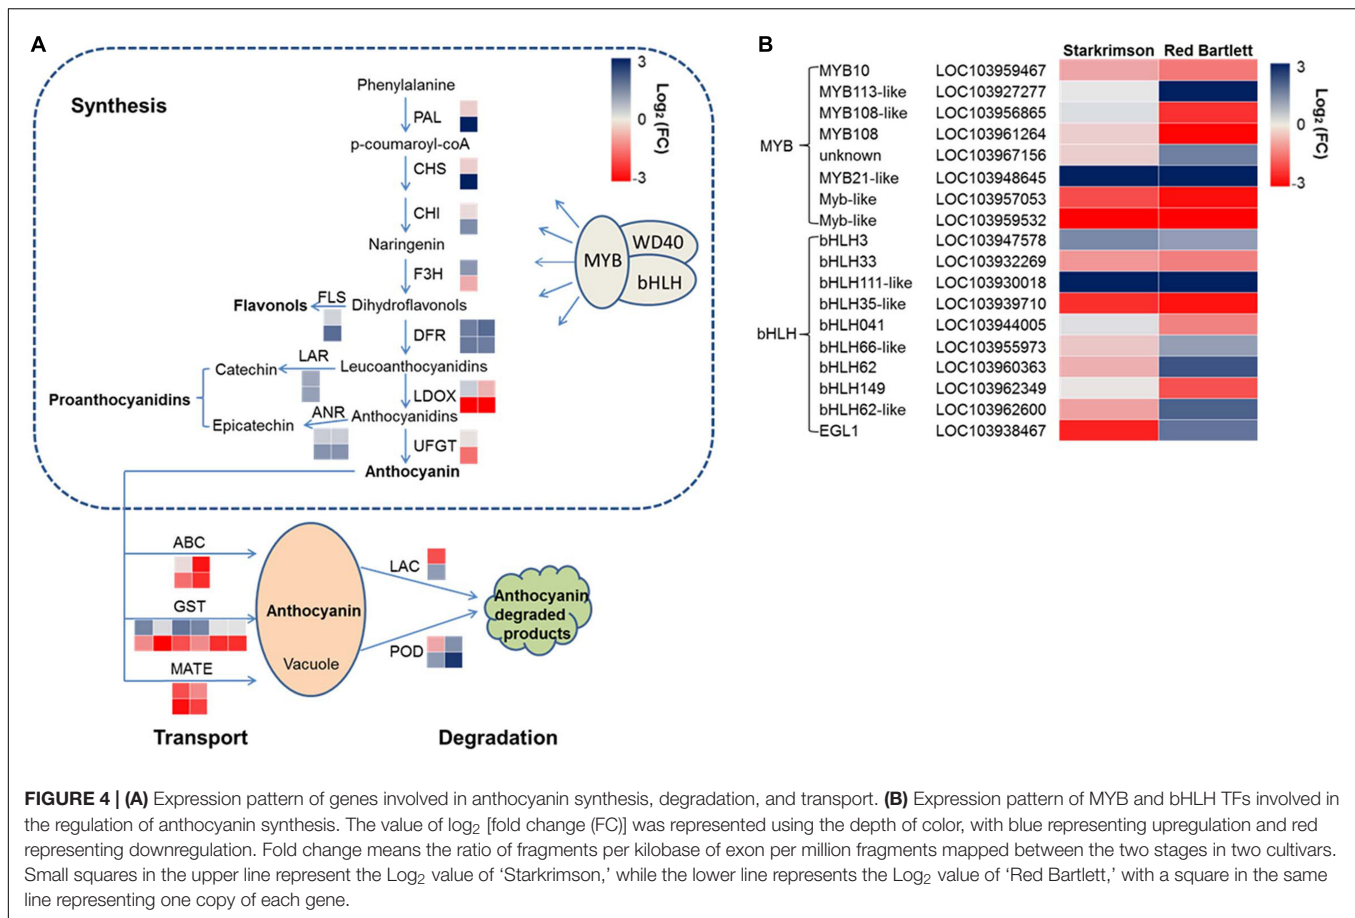 A
Synthesis
Phenylalanine
PAL
p-coumaroyl-coA
CHS
CHI
Naringenin
F3H
Flavonols
FLS
Dihydroflavonols
DFR
LAR
Catechin
Leucoanthocyanidins
LDOX
Proanthocyanidins
ANR
Epicatechin
Anthocyanidins
UFGT
Anthocyanin
3
0
-3
Log₂ (FC)
MYB
WD40
bHLH
ABC
GST
MATE
Anthocyanin
Vacuole
LAC
POD
Anthocyanin
degraded
products
Transport
Degradation
B
Starkrimson Red Bartlett
MYB
MYB10 LOC103959467
MYB113-like LOC103927277
MYB108-like LOC103956865
MYB108 LOC103961264
unknown LOC103967156
MYB21-like LOC103948645
Myb-like LOC103957053
Myb-like LOC103959532
bHLH
bHLH3 LOC103947578
bHLH33 LOC103932269
bHLH111-like LOC103930018
bHLH35-like LOC103939710
bHLH041 LOC103944005
bHLH66-like LOC103955973
bHLH62 LOC103960363
bHLH149 LOC103962349
bHLH62-like LOC103962600
EGL1 LOC103938467
3
0
-3
Log₂ (FC)
FIGURE 4 | (A) Expression pattern of genes involved in anthocyanin synthesis, degradation, and transport. (B) Expression pattern of MYB and bHLH TFs involved in
the regulation of anthocyanin synthesis. The value of log₂ [fold change (FC)] was represented using the depth of color, with blue representing upregulation and red
representing downregulation. Fold change means the ratio of fragments per kilobase of exon per million fragments mapped between the two stages in two cultivars.
Small squares in the upper line represent the Log₂ value of ‘Starkrimson,’ while the lower line represents the Log₂ value of ‘Red Bartlett,’ with a square in the same
line representing one copy of each gene.